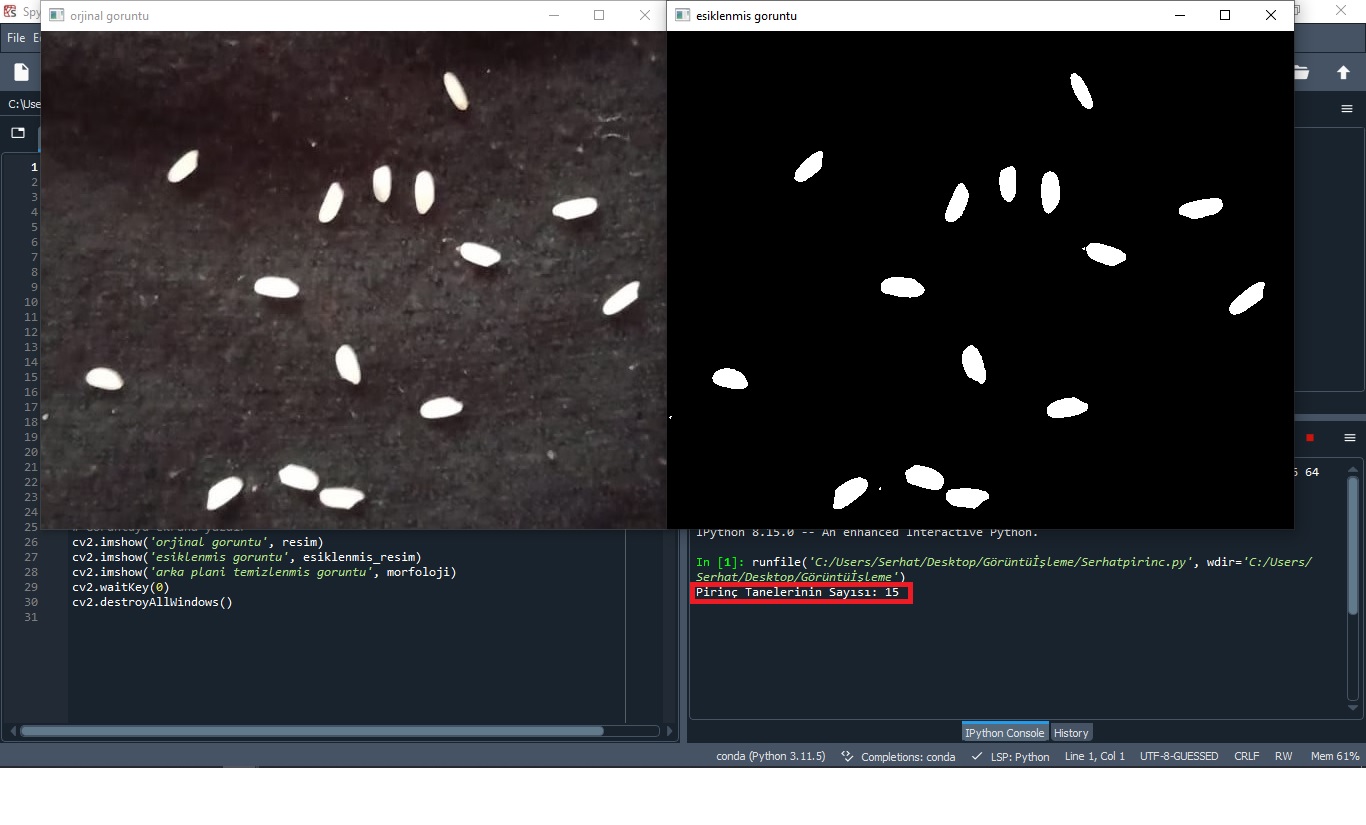 Spy
orjinal goruntu
esiklenmis goruntu
File
C:\Use
1
2
3
4
5
6
7
8
9
10
11
12
13
14
15
16
17
18
19
20
21
22
23
24
25
26 cv2.imshow('orjinal goruntu', resim)
27 cv2.imshow('esiklenmis goruntu', esiklenmis_resim)
28 cv2.imshow('arka plani temizlenmis goruntu', morfoloji)
29 cv2.waitKey(0)
30 cv2.destroyAllWindows()
31
64
IPython 8.15.0 -- An enhanced Interactive Python.
In [1]: runfile('C:/Users/Serhat/Desktop/Görüntüİşleme/Serhatpirinc.py', wdir='C:/Users/
Serhat/Desktop/Görüntüİşleme')
Pirinç Tanelerinin Sayısı: 15
IPython Console History
conda (Python 3.11.5) Completions: conda LSP: Python Line 1, Col 1 UTF-8-GUESSED CRLF RW Mem 61%